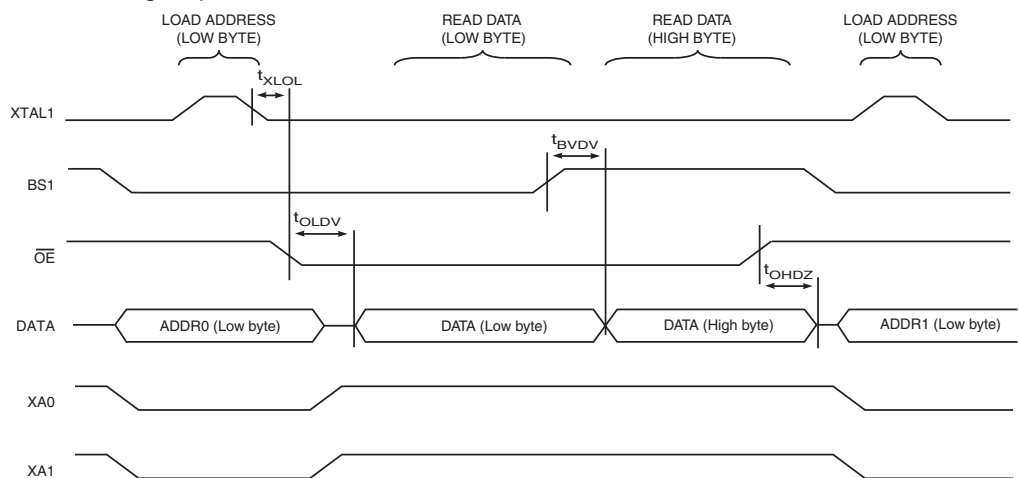 LOAD ADDRESS READ DATA READ DATA LOAD ADDRESS
(LOW BYTE) (LOW BYTE) (HIGH BYTE) (LOW BYTE)
tXLOL
XTAL1
tBVDV
BS1
tOLDV
OE
tOHDZ
DATA ADDR0 (Low byte) DATA (Low byte) DATA (High byte) ADDR1 (Low byte)
XA0
XA1